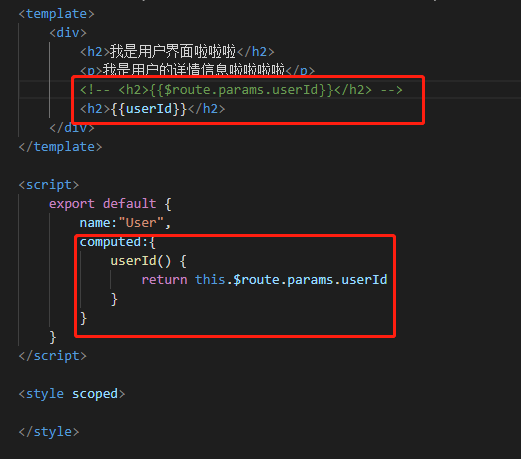 <template>
<div>
<h2>我是用户界面啦啦啦</h2>
<p>我是用户的详情信息啦啦啦啦</p>
<!-- <h2>{{$route.params.userId}}</h2> -->
<h2>{{userId}}</h2>
</div>
</template>
<script>
export default {
name:"User",
computed:{
userId() {
return this.$route.params.userId
}
}
}
</script>
<style scoped>
</style>